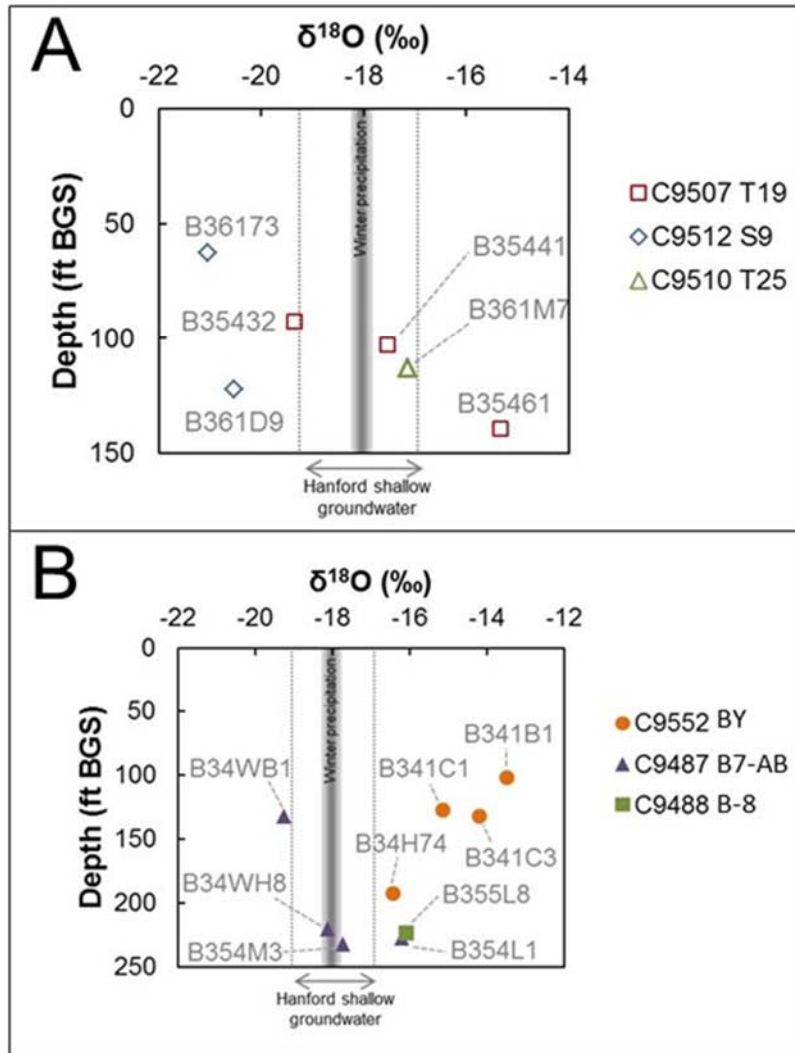 A
δ18O (‰)
-22 -20 -18 -16 -14
0
50
100
150
Depth (ft BGS)
Winter precipitation
B36173
B35432
B361D9
B35441
B361M7
B35461
Hanford shallow
groundwater
C9507 T19
C9512 S9
C9510 T25
B
δ18O (‰)
-22 -20 -18 -16 -14 -12
0
50
100
150
200
250
Depth (ft BGS)
Winter precipitation
B34WB1
B34WH8
B354M3
B341B1
B341C1
B341C3
B34H74
B355L8
B354L1
Hanford shallow
groundwater
C9552 BY
C9487 B7-AB
C9488 B-8